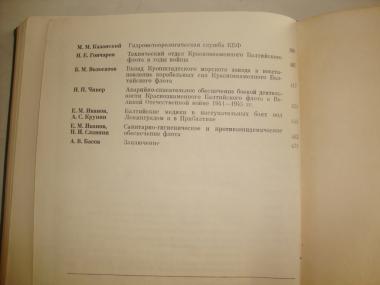 М. М. Казанский Гидрометеорологическая служба КБФ
Н. Е. Гончаров Технический отдел Краснознаменного Балтийского
флота в годы войны
В. М. Волосатов Вклад Кронштадтского морского завода в восста-
новление корабельных сил Краснознаменного Бал-
тийского флота
Н. П. Чикер Аварийно-спасательное обеспечение боевой деятель-
ности Краснознаменного Балтийского флота в Ве-
ликой Отечественной войне 1941—1945 гг.
Е. М. Иванов, Балтийские медики в наступательных боях под
А. С. Крупин Ленинградом и в Прибалтике
Е. М. Иванов, Санитарно-гигиеническое и противоэпидемическое
обеспечение флота
А. В. Басов Заключение